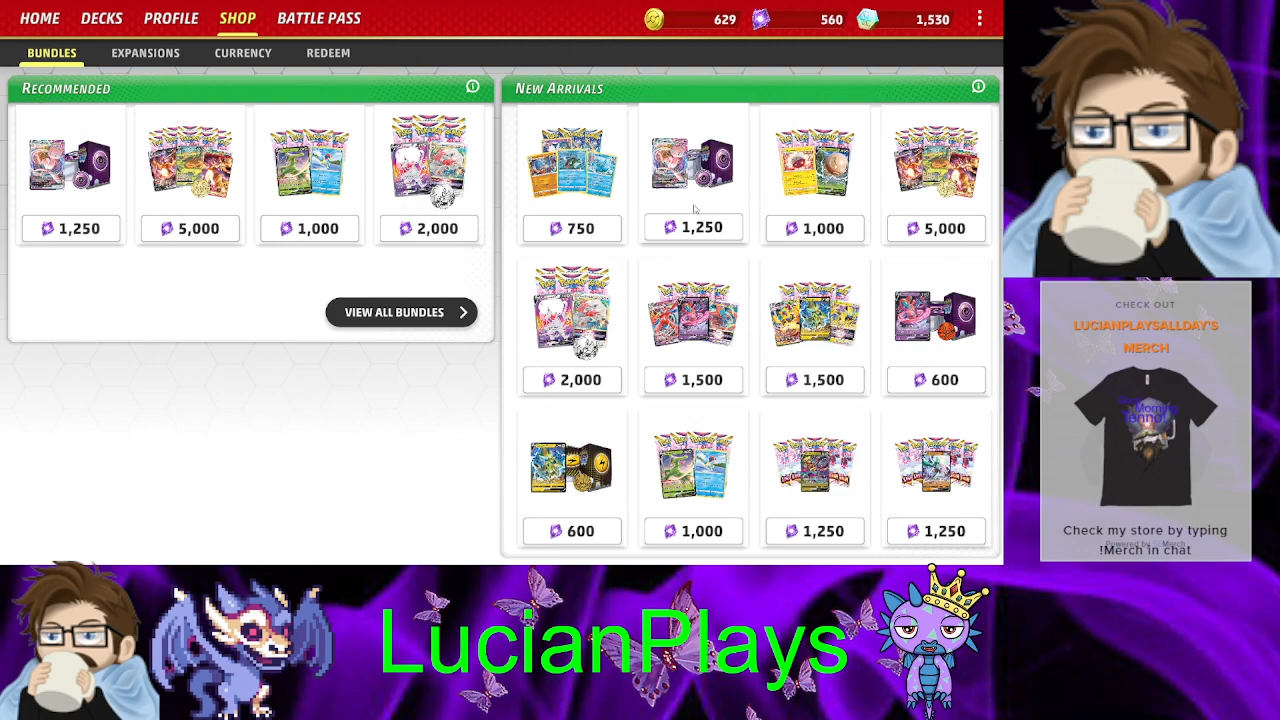 HOME DECKS PROFILE SHOP BATTLE PASS 629 560 1,530
BUNDLES EXPANSIONS CURRENCY REDEEM
RECOMMENDED
1,250 5,000 1,000 2,000
VIEW ALL BUNDLES
NEW ARRIVALS
750 1,250 1,000 5,000
2,000 1,500 1,500 600
600 1,000 1,250 1,250
CHECK OUT
LUCIANPLAYSALLDAY'S
MERCH
Check my store by typing
!Merch in chat
LucianPlays